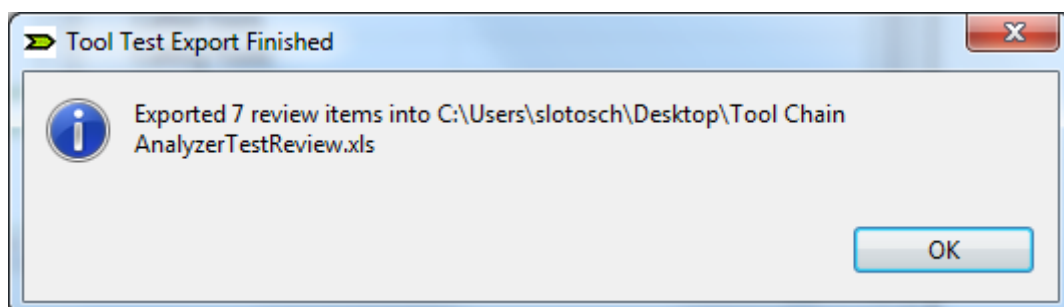 Tool Test Export Finished
Exported 7 review items into C:\Users\slotosch\Desktop\Tool Chain
AnalyzerTestReview.xls
OK